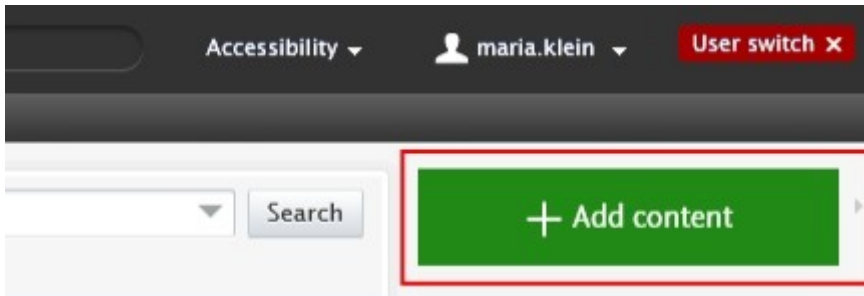 Accessibility maria.klein User switch ×
Search + Add content